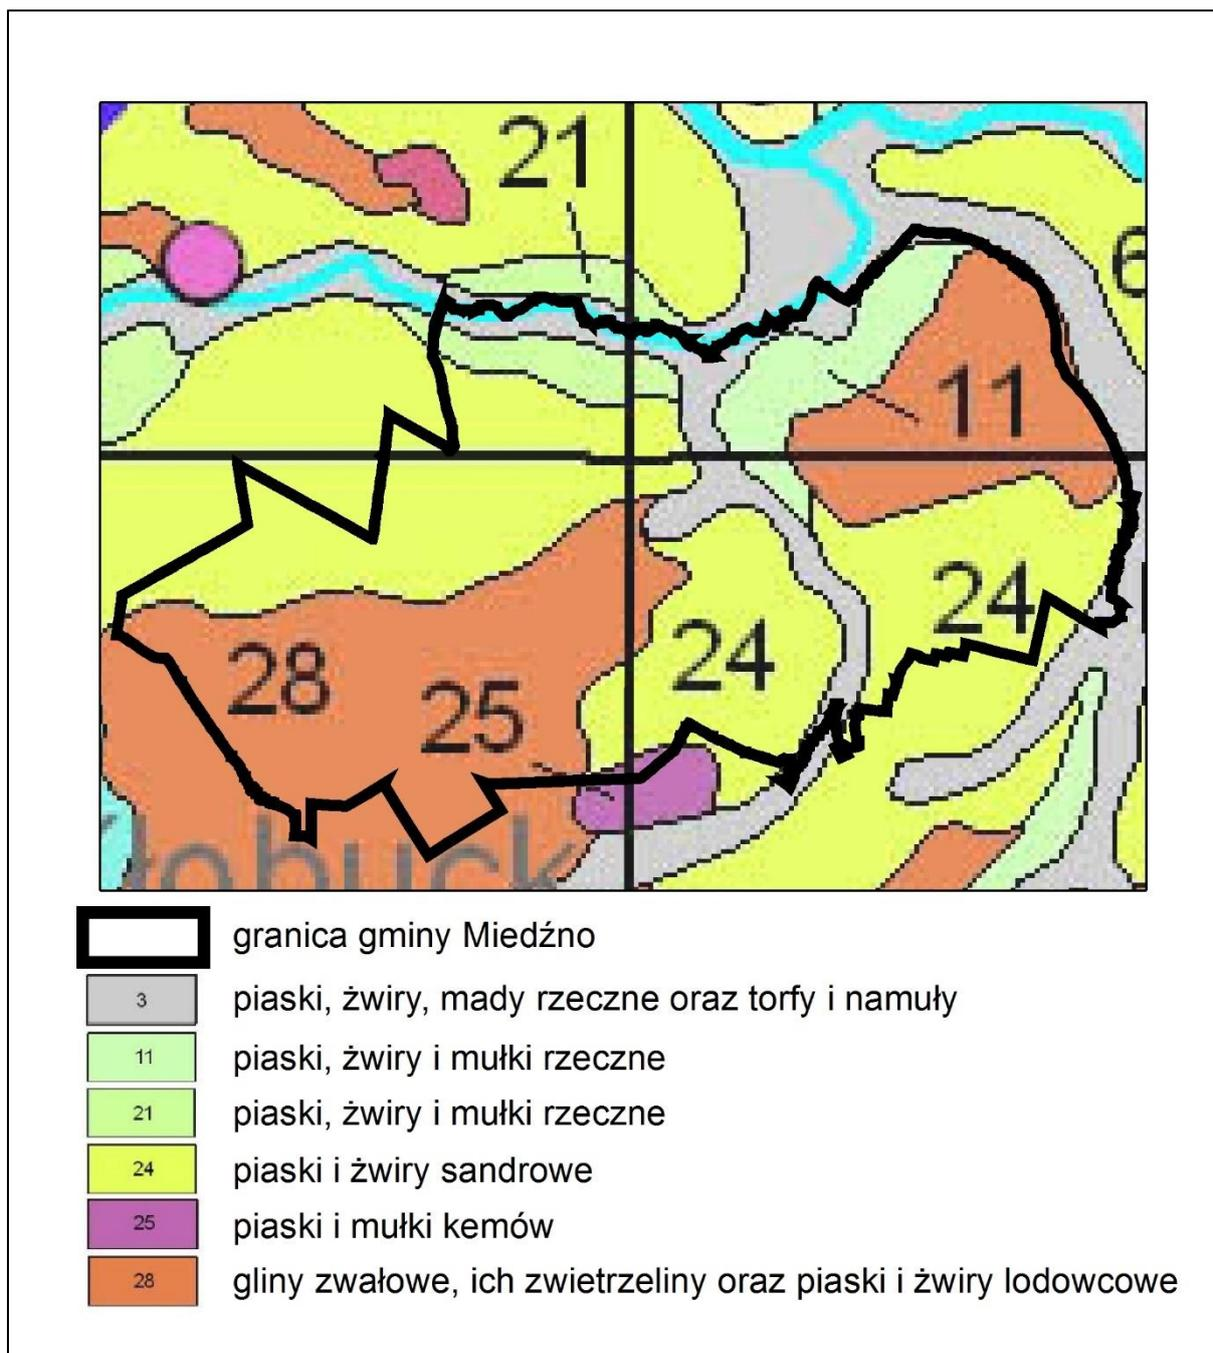 21
6
11
24
24
28
25
łobuck
granica gminy Miedźno
3 piaski, żwiry, mady rzeczne oraz torfy i namuły
11 piaski, żwiry i mułki rzeczne
21 piaski, żwiry i mułki rzeczne
24 piaski i żwiry sandrowe
25 piaski i mułki kemów
28 gliny zwałowe, ich zwietrzeliny oraz piaski i żwiry lodowcowe